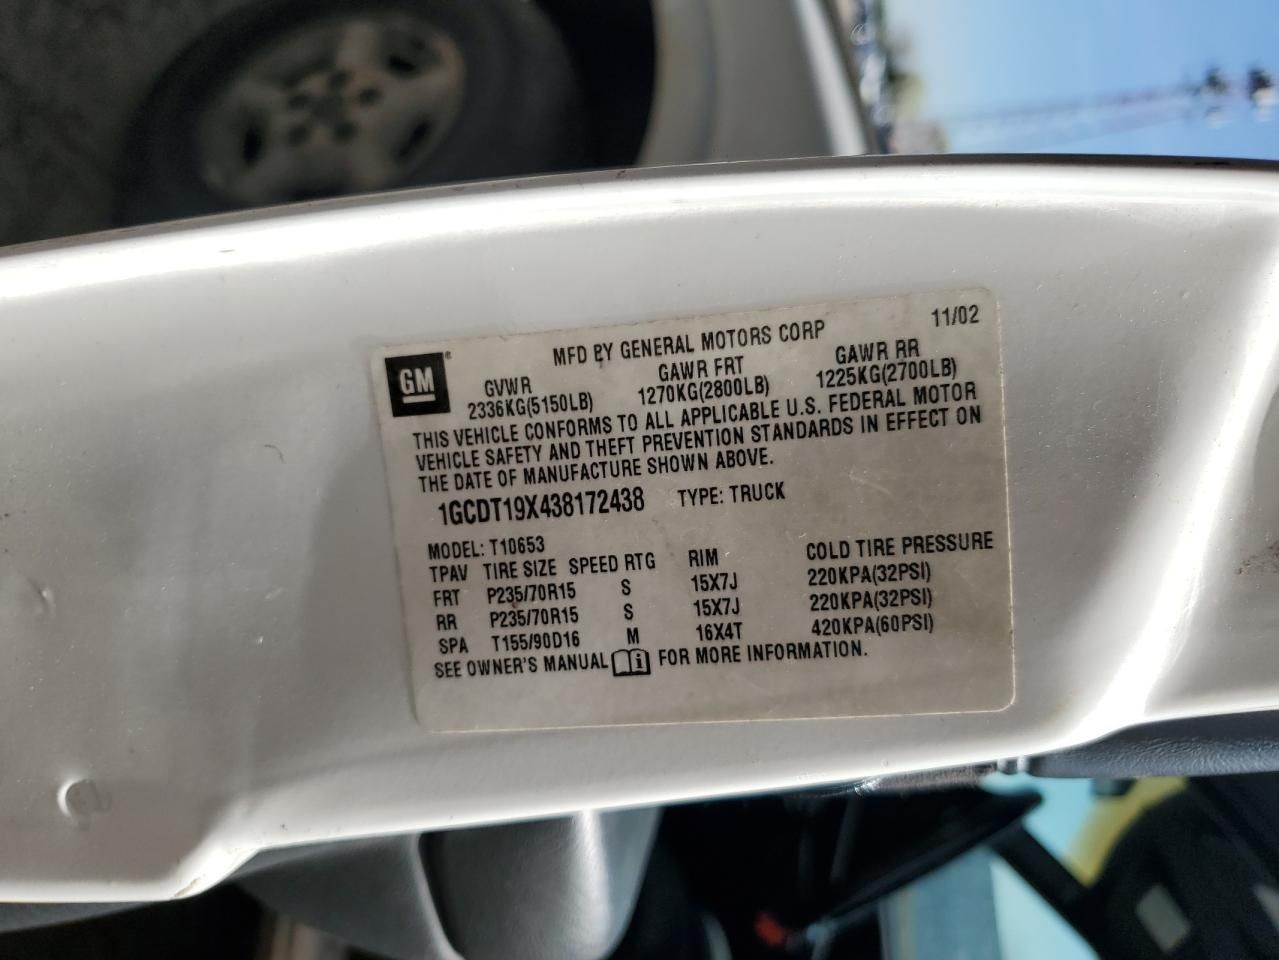 11/02
MFD BY GENERAL MOTORS CORP
GM
GVWR GAWR FRT GAWR RR
2336KG(5150LB) 1270KG(2800LB) 1225KG(2700LB)
THIS VEHICLE CONFORMS TO ALL APPLICABLE U.S. FEDERAL MOTOR
VEHICLE SAFETY AND THEFT PREVENTION STANDARDS IN EFFECT ON
THE DATE OF MANUFACTURE SHOWN ABOVE.
1GCDT19X438172438 TYPE: TRUCK
MODEL: T10653
TPAV TIRE SIZE SPEED RTG RIM COLD TIRE PRESSURE
FRT P235/70R15 S 15X7J 220KPA(32PSI)
RR P235/70R15 S 15X7J 220KPA(32PSI)
SPA T155/90D16 M 16X4T 420KPA(60PSI)
SEE OWNER'S MANUAL FOR MORE INFORMATION.